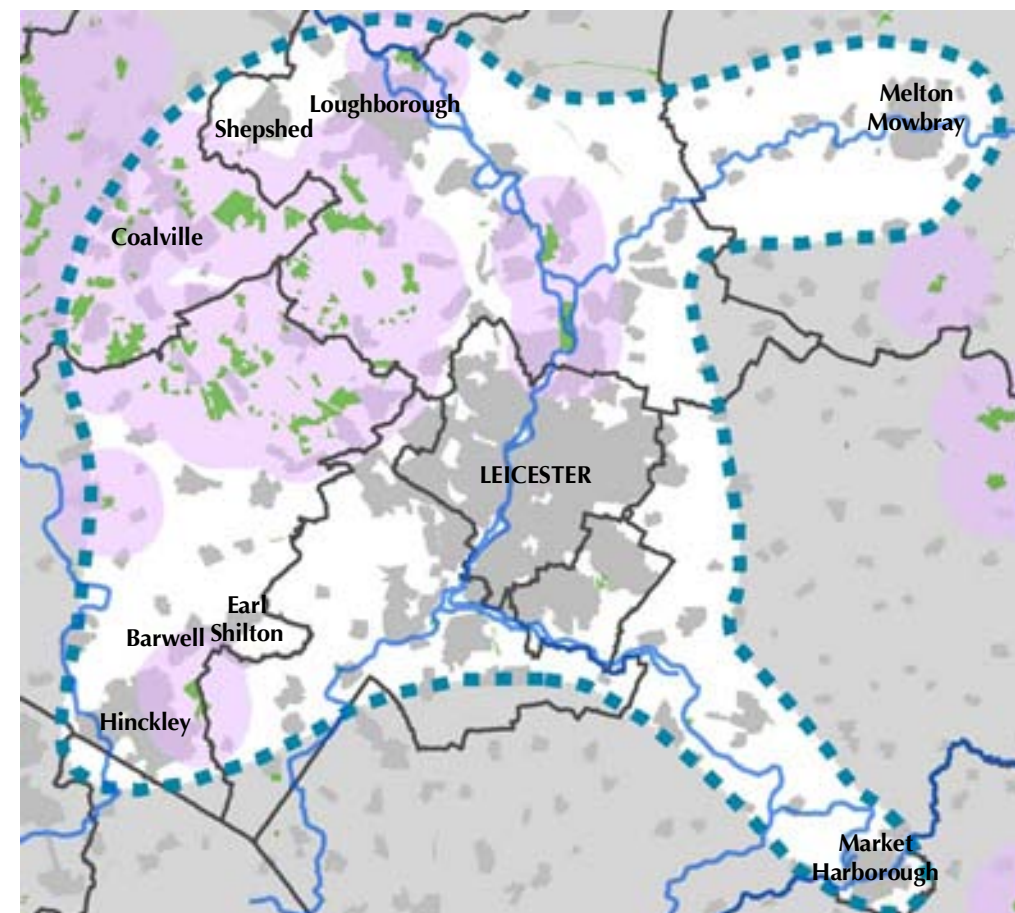 Melton
Mowbray
Loughborough
Shepshed
Coalville
LEICESTER
Earl
Barwell Shilton
Hinckley
Market
Harborough